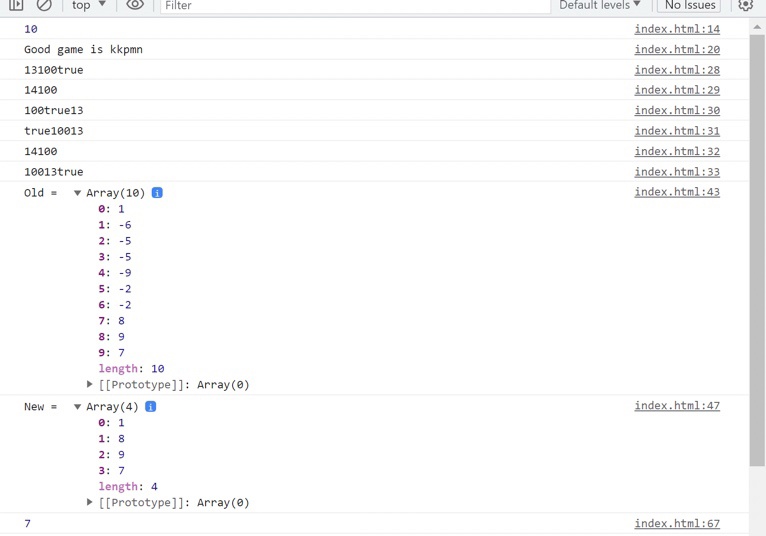 top ▼ Filter Default levels ▼ No Issues
10 index.html:14
Good game is kkpmn index.html:20
13100true index.html:28
14100 index.html:29
100true13 index.html:30
true10013 index.html:31
14100 index.html:32
10013true index.html:33
Old = ▼ Array(10) i index.html:43
0: 1
1: -6
2: -5
3: -5
4: -9
5: -2
6: -2
7: 8
8: 9
9: 7
length: 10
▶ [[Prototype]]: Array(0)
New = ▼ Array(4) i index.html:47
0: 1
1: 8
2: 9
3: 7
length: 4
▶ [[Prototype]]: Array(0)
7 index.html:67